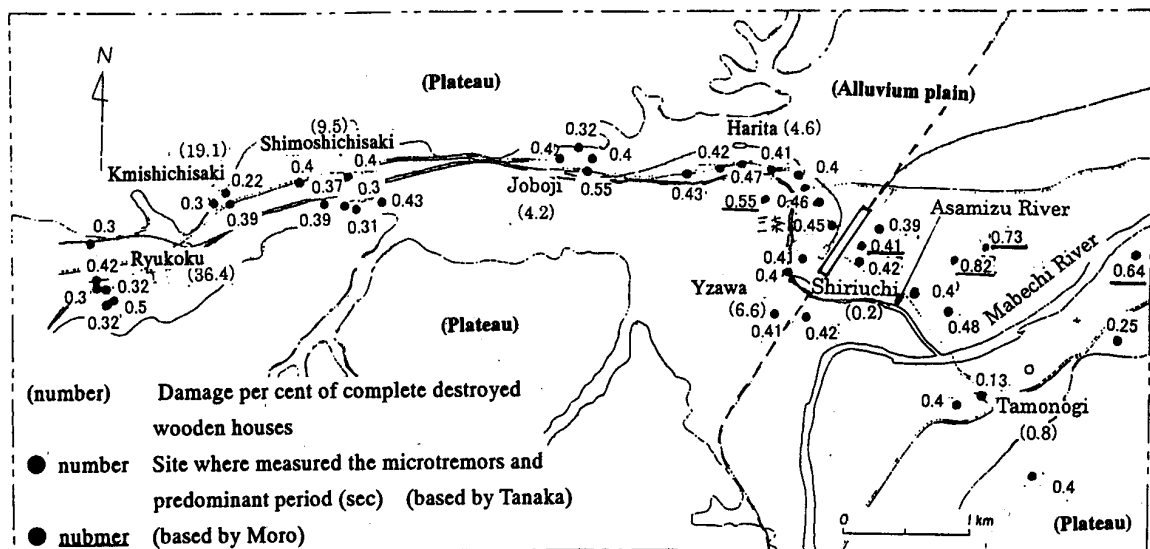 N
(Plateau)
(Alluvium plain)
(19.1)
(9.5)
Shimoshichisaki
Kmishichisaki
Harita (4.6)
0.32
0.4
0.4
0.42
0.41
0.4
0.22
0.4
0.4
0.3
0.39
0.37
0.3
0.39
0.31
0.43
Joboji
0.55
(4.2)
0.43
0.47
0.55
0.46
0.45
0.39
Asamizu River
0.3
Ryukoku
(36.4)
0.42
0.32
0.3
0.5
0.32
0.41
0.42
0.73
0.82
0.4
0.4
Yzawa
(6.6)
Shiriuchi
(0.2)
0.4
0.48
Mabechi River
0.64
0.41
0.42
0.25
(Plateau)
0.13
0.4
Tamonogi
(0.8)
0.4
(Plateau)
(number) Damage per cent of complete destroyed
wooden houses
number Site where measured the microtremors and
predominant period (sec) (based by Tanaka)
nubmer (based by Moro)
0 1 km